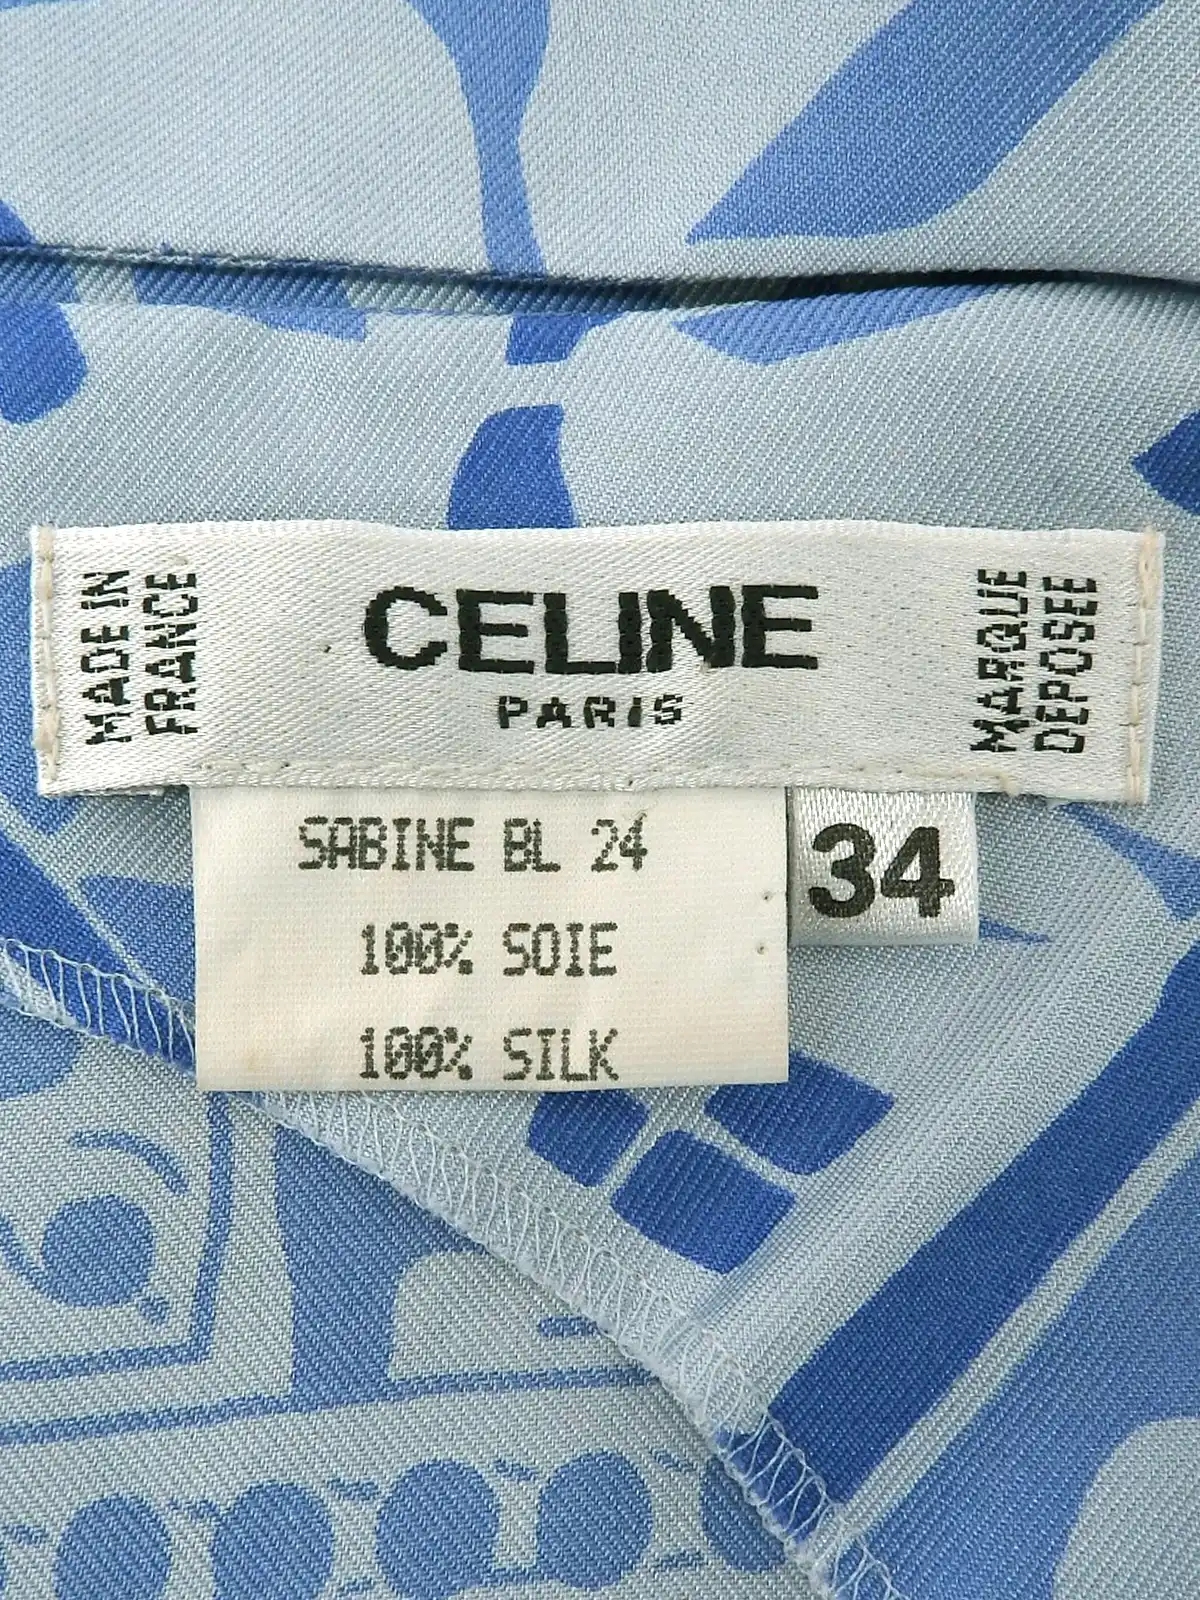 MADE IN
FRANCE
CELINE
PARIS
MARQUE
DEPOSEE
SABINE BL 24
100% SOIE
100% SILK
34